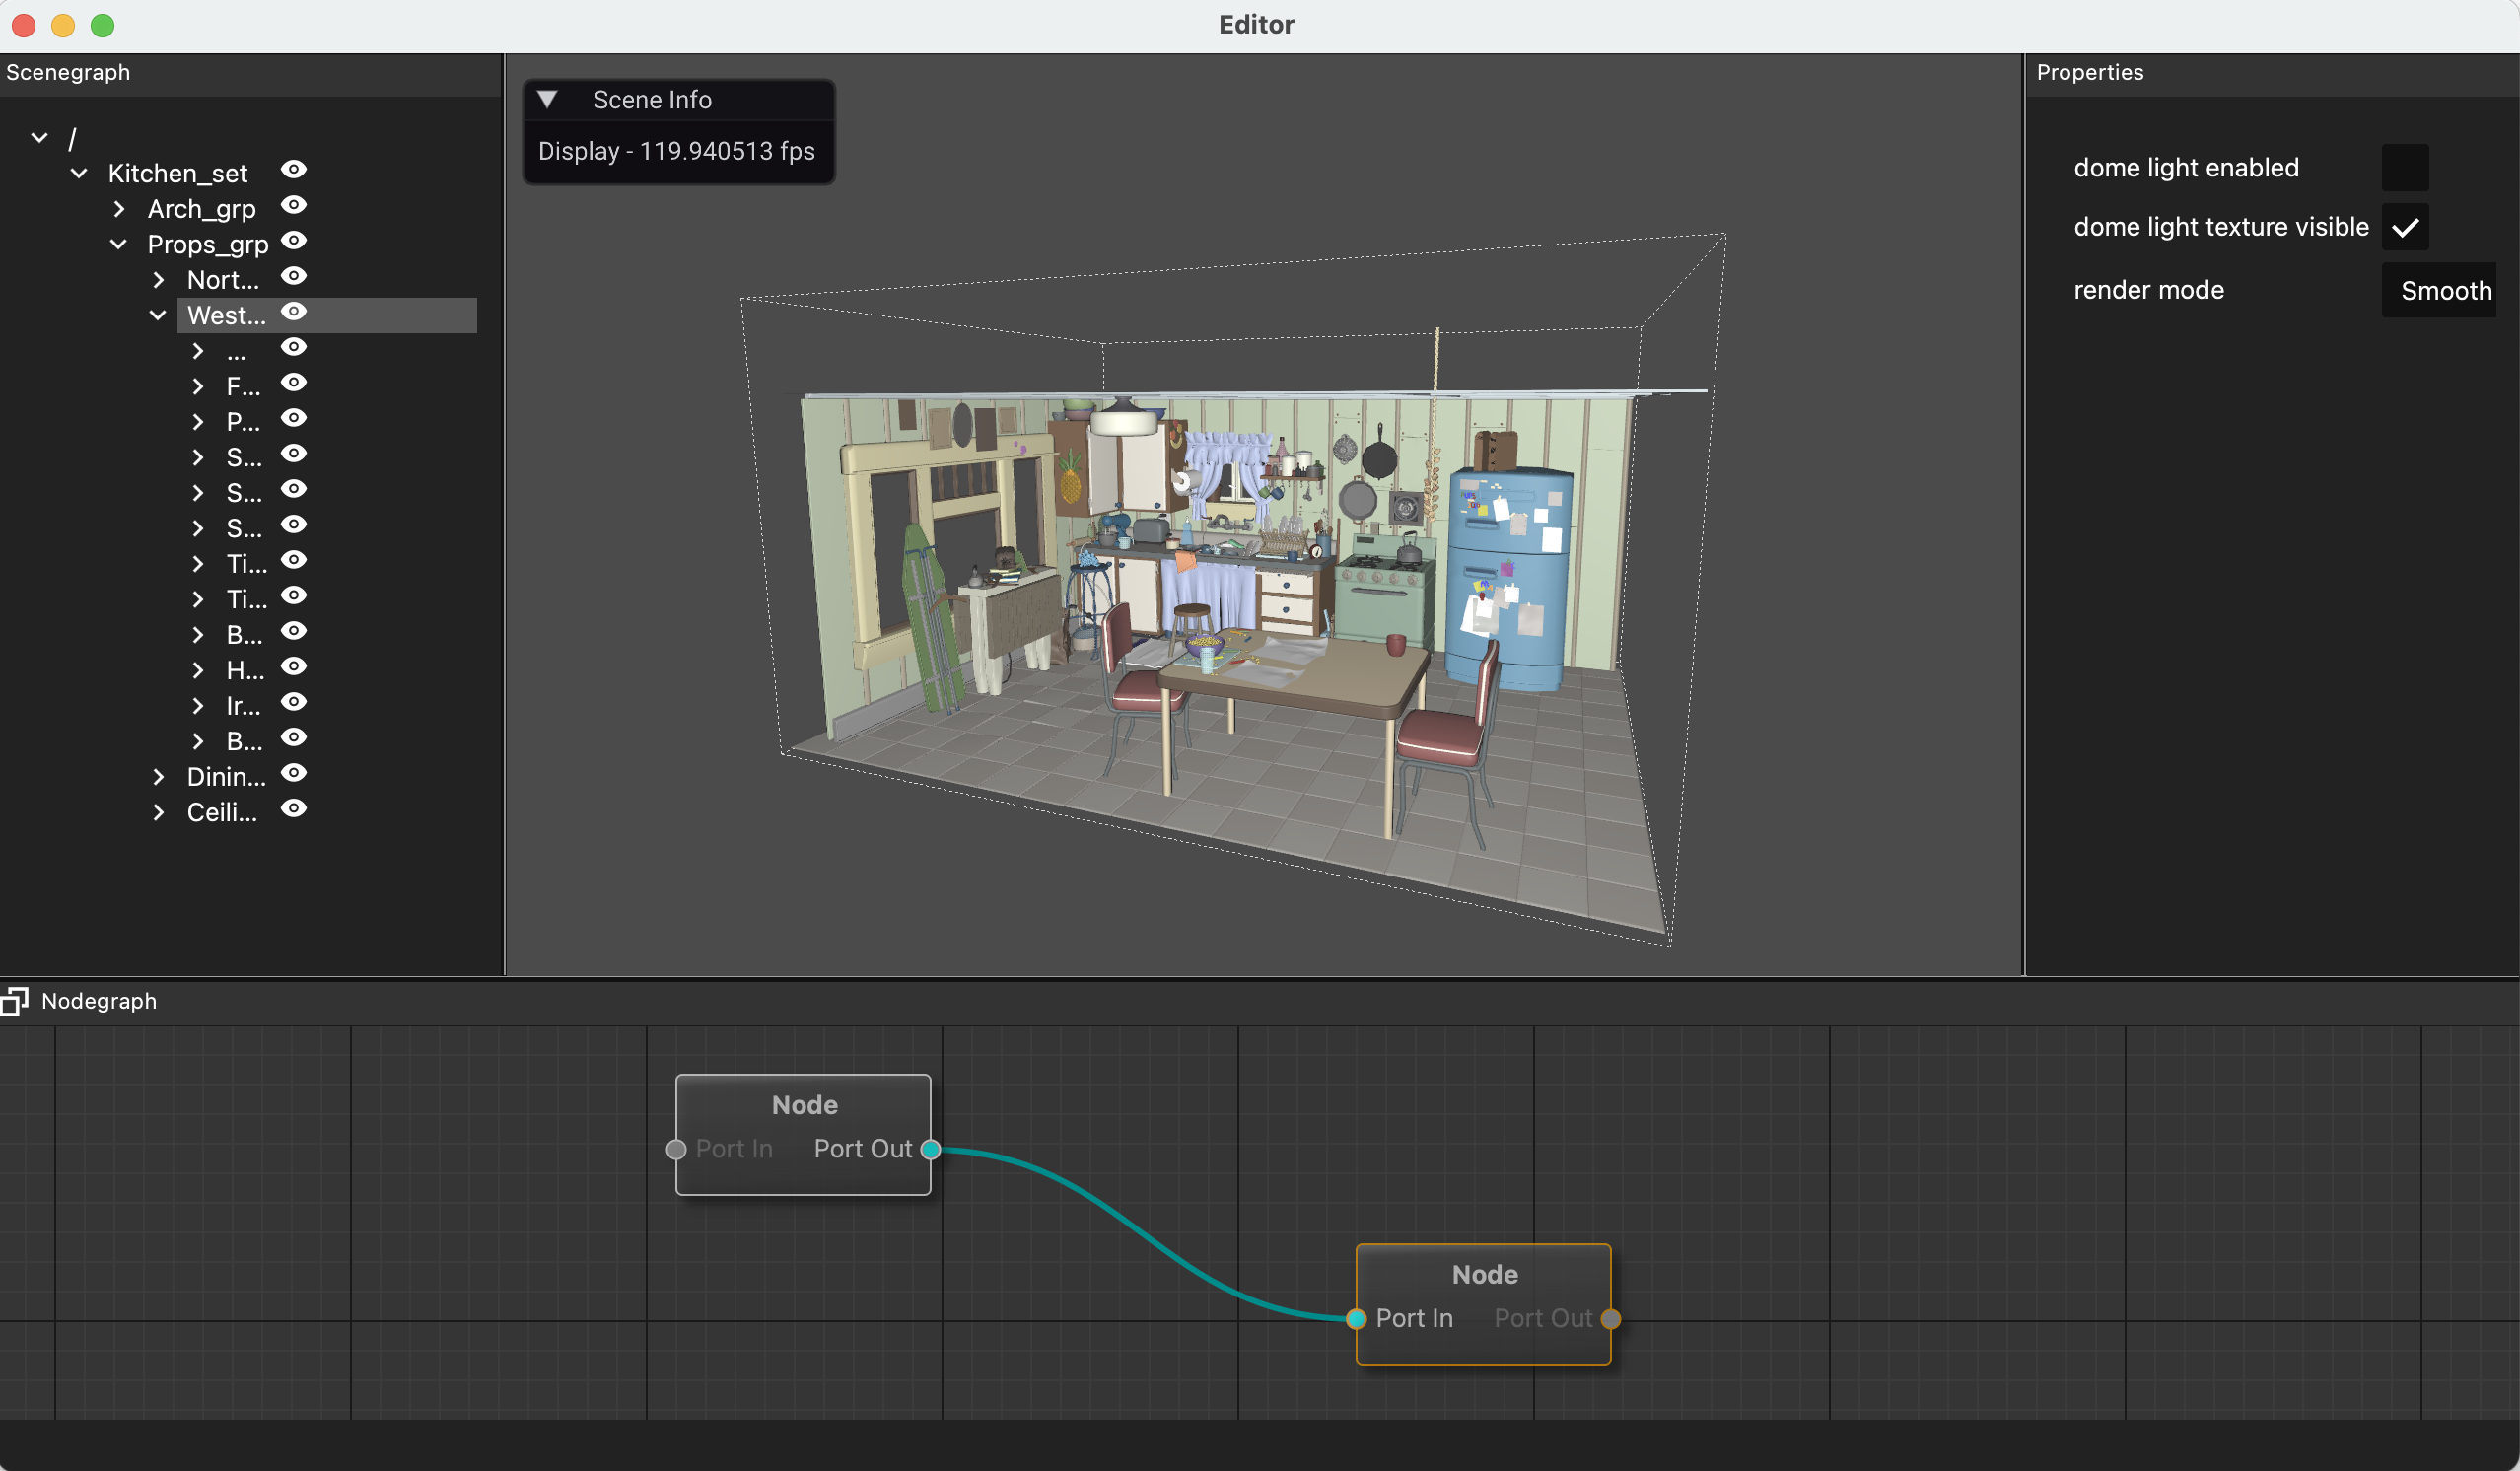 Editor
Scenegraph
/
Kitchen_set
Arch_grp
Props_grp
Nort...
West...
...
F...
P...
S...
S...
S...
Ti...
Ti...
B...
H...
Ir...
B...
Dinin...
Ceili...
Scene Info
Display - 119.940513 fps
Properties
dome light enabled
dome light texture visible
render mode Smooth
Nodegraph
Node
Port In Port Out
Node
Port In Port Out